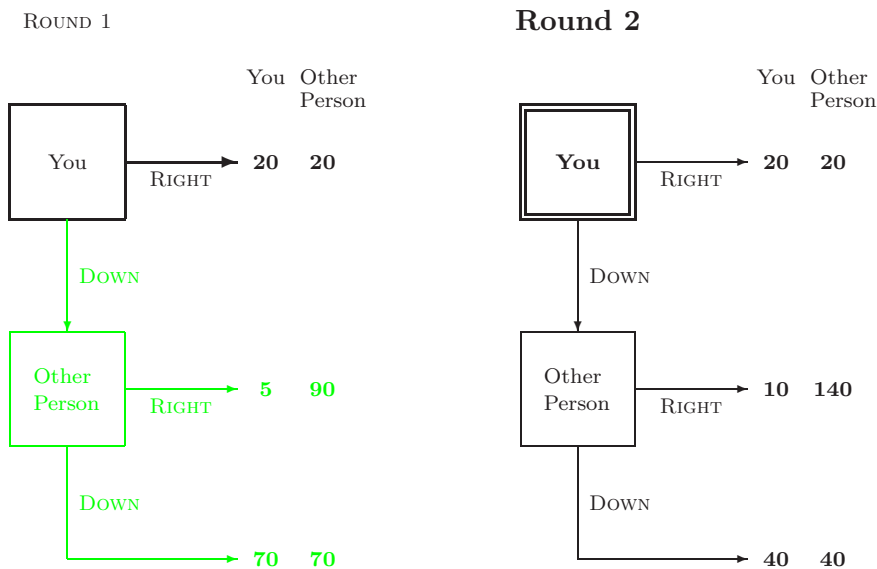 ROUND 1
You Other
Person
You
20 20
RIGHT
DOWN
Other
Person
5 90
RIGHT
DOWN
70 70
Round 2
You Other
Person
You
20 20
RIGHT
DOWN
Other
Person
10 140
RIGHT
DOWN
40 40